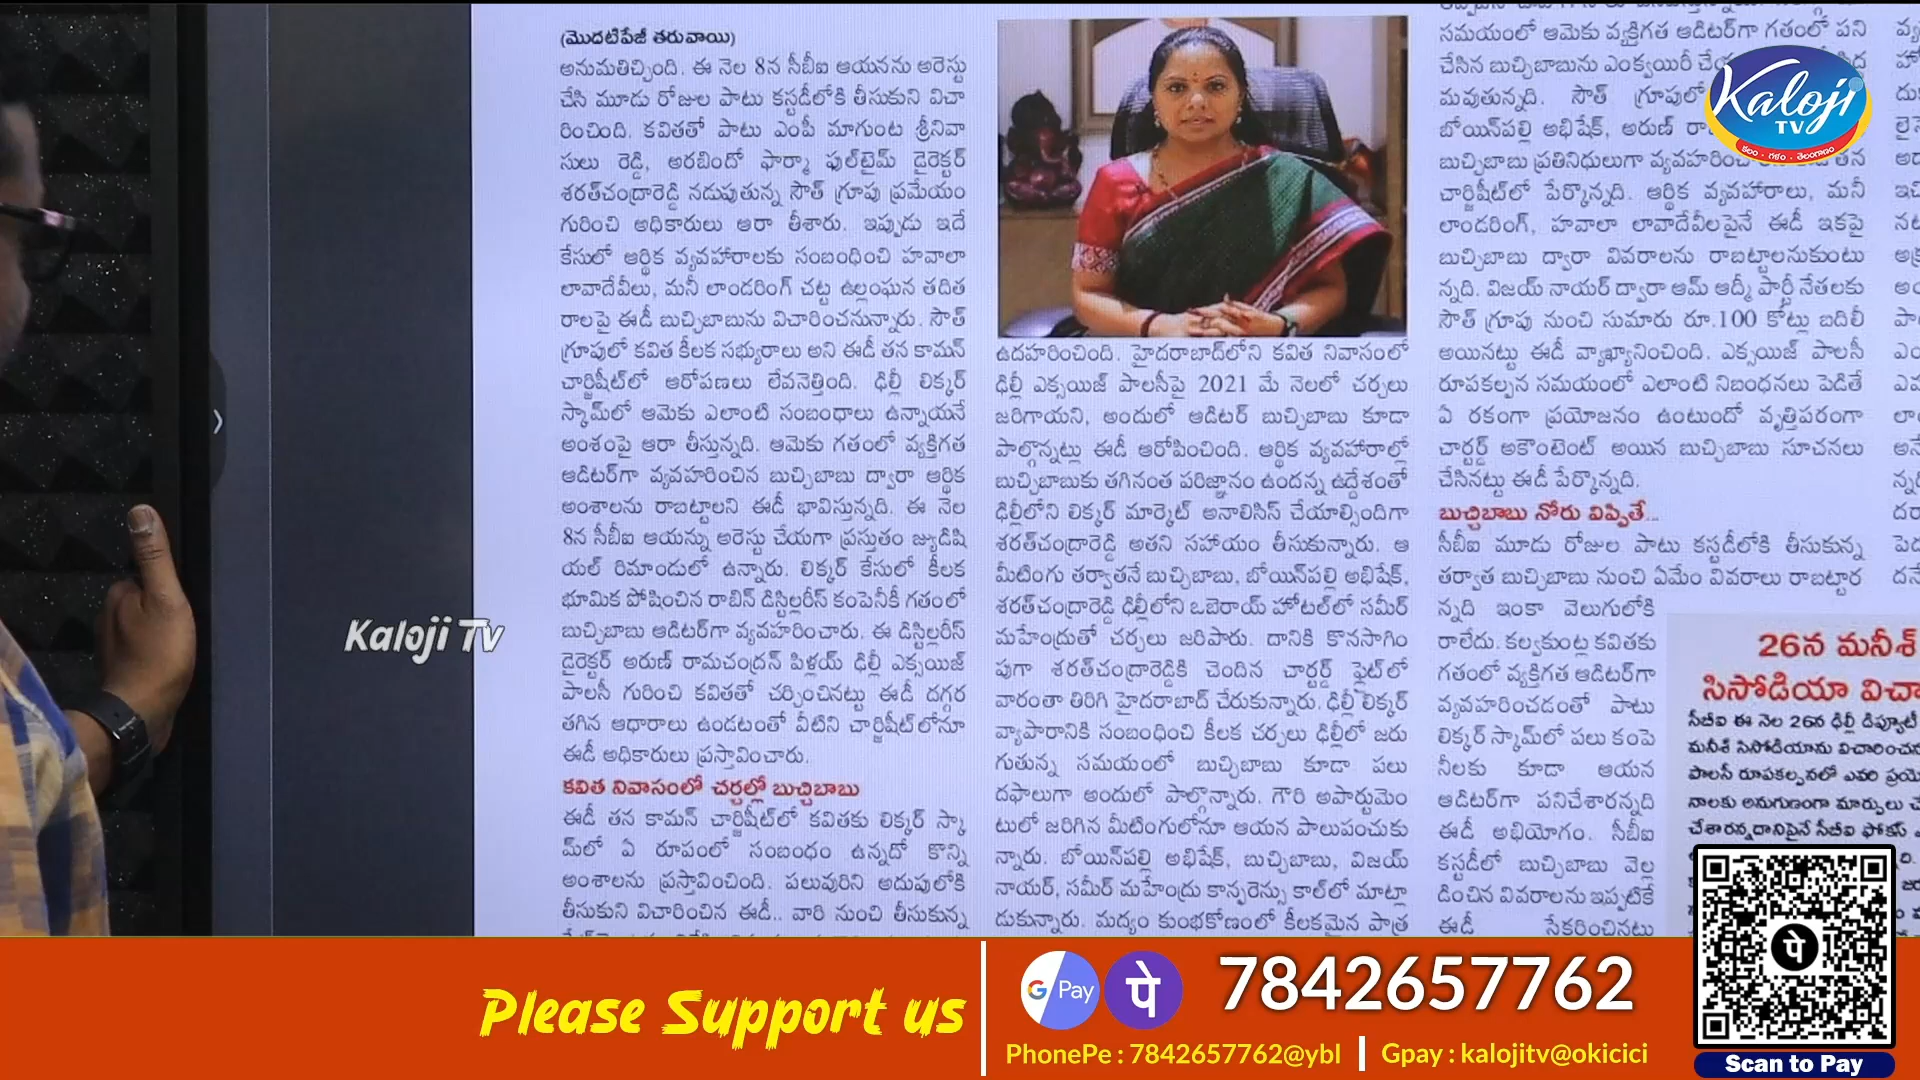 (మొదటిపేజీ తరువాయి)
అనుమతిచ్చింది. ఈ నెల 8న సీబీఐ ఆయనను అరెస్టు
చేసి మూడు రోజుల పాటు కస్టడీలోకి తీసుకుని విచా
రించింది. కవితతో పాటు ఎంపీ మాగుంట శ్రీనివా
సులు రెడ్డి, అరబిందో ఫార్మా ఫుల్‌టైమ్ డైరెక్టర్
శరత్‌చంద్రారెడ్డి నడుపుతున్న సౌత్ గ్రూపు ప్రమేయం
గురించి అధికారులు ఆరా తీశారు. ఇప్పుడు ఇదే
కేసులో ఆర్థిక వ్యవహారాలకు సంబంధించి హవాలా
లావాదేవీలు, మనీ లాండరింగ్ చట్ట ఉల్లంఘన తదిత
రాలపై ఈడీ బుచ్చిబాబును విచారించనున్నారు. సౌత్
గ్రూపులో కవిత కీలక సభ్యురాలు అని ఈడీ తన కామన్
చార్జిషీట్‌లో ఆరోపణలు లేవనెత్తింది. ఢిల్లీ లిక్కర్
స్కామ్‌లో ఆమెకు ఎలాంటి సంబంధాలు ఉన్నాయనే
అంశంపై ఆరా తీస్తున్నది. ఆమెకు గతంలో వ్యక్తిగత
ఆడిటర్‌గా వ్యవహరించిన బుచ్చిబాబు ద్వారా ఆర్థిక
అంశాలను రాబట్టాలని ఈడీ భావిస్తున్నది. ఈ నెల
8న సీబీఐ ఆయన్ను అరెస్టు చేయగా ప్రస్తుతం జ్యుడిషి
యల్ రిమాండులో ఉన్నారు. లిక్కర్ కేసులో కీలక
భూమిక పోషించిన రాబిన్ డిస్టిలరీస్ కంపెనీకీ గతంలో
బుచ్చిబాబు ఆడిటర్‌గా వ్యవహరించారు. ఈ డిస్టిల్లరీస్
డైరెక్టర్ అరుణ్ రామచంద్రన్ పిళ్లయ్ ఢిల్లీ ఎక్సయిజ్
పాలసీ గురించి కవితతో చర్చించినట్టు ఈడీ దగ్గర
తగిన ఆధారాలు ఉండటంతో వీటిని చార్జిషీట్‌లోనూ
ఈడీ అధికారులు ప్రస్తావించారు.
కవిత నివాసంలో చర్చల్లో బుచ్చిబాబు
ఈడీ తన కామన్ చార్జిషీట్‌లో కవితకు లిక్కర్ స్కా
మ్‌లో ఏ రూపంలో సంబంధం ఉన్నదో కొన్ని
అంశాలను ప్రస్తావించింది. పలువురిని అదుపులోకి
తీసుకుని విచారించిన ఈడీ.. వారి నుంచి తీసుకున్న
ఉదహరించింది. హైదరాబాద్‌లోని కవిత నివాసంలో
ఢిల్లీ ఎక్సయిజ్ పాలసీపై 2021 మే నెలలో చర్చలు
జరిగాయని, అందులో ఆడిటర్ బుచ్చిబాబు కూడా
పాల్గొన్నట్లు ఈడీ ఆరోపించింది. ఆర్థిక వ్యవహారాల్లో
బుచ్చిబాబుకు తగినంత పరిజ్ఞానం ఉందన్న ఉద్దేశంతో
ఢిల్లీలోని లిక్కర్ మార్కెట్ అనాలిసిస్ చేయాల్సిందిగా
శరత్‌చంద్రారెడ్డి అతని సహాయం తీసుకున్నారు. ఆ
మీటింగు తర్వాతనే బుచ్చిబాబు, బోయిన్‌పల్లి అభిషేక్,
శరత్‌చంద్రారెడ్డి ఢిల్లీలోని ఒబెరాయ్ హోటల్‌లో సమీర్
మహేంద్రుతో చర్చలు జరిపారు. దానికి కొనసాగిం
పుగా శరత్‌చంద్రారెడ్డికి చెందిన చార్టర్డ్ ఫ్లైట్‌లో
వారంతా తిరిగి హైదరాబాద్ చేరుకున్నారు. ఢిల్లీ లిక్కర్
వ్యాపారానికి సంబంధించి కీలక చర్చలు ఢిల్లీలో జరు
గుతున్న సమయంలో బుచ్చిబాబు కూడా పలు
దఫాలుగా అందులో పాల్గొన్నారు. గౌరి అపార్టుమెం
టులో జరిగిన మీటింగులోనూ ఆయన పాలుపంచుకు
న్నారు. బోయిన్‌పల్లి అభిషేక్, బుచ్చిబాబు, విజయ్
నాయర్, సమీర్ మహేంద్రు కాన్ఫరెన్సు కాల్‌లో మాట్లా
డుకున్నారు. మద్యం కుంభకోణంలో కీలకమైన పాత్ర
సమయంలో ఆమెకు వ్యక్తిగత ఆడిటర్‌గా గతంలో పని
చేసిన బుచ్చిబాబును ఎంక్వయిరీ
మవుతున్నది. సౌత్ గ్రూపులో
బోయిన్‌పల్లి అభిషేక్, అరుణ్
బుచ్చిబాబు ప్రతినిధులుగా
చార్జిషీట్‌లో పేర్కొన్నది. ఆర్థిక వ్యవహారాలు, మనీ
లాండరింగ్, హవాలా లావాదేవీలపైనే ఈడీ ఇకపై
బుచ్చిబాబు ద్వారా వివరాలను రాబట్టాలనుకుంటు
న్నది. విజయ్ నాయర్ ద్వారా ఆమ్ ఆద్మీ పార్టీ నేతలకు
సౌత్ గ్రూపు నుంచి సుమారు రూ.100 కోట్లు బదిలీ
అయినట్టు ఈడీ వ్యాఖ్యానించింది. ఎక్సయిజ్ పాలసీ
రూపకల్పన సమయంలో ఎలాంటి నిబంధనలు పెడితే
ఏ రకంగా ప్రయోజనం ఉంటుందో వృత్తిపరంగా
చార్టర్డ్ అకౌంటెంట్ అయిన బుచ్చిబాబు సూచనలు
చేసినట్టు ఈడీ పేర్కొన్నది.
బుచ్చిబాబు నోరు విప్పితే...
సీబీఐ మూడు రోజుల పాటు కస్టడీలోకి తీసుకున్న
తర్వాత బుచ్చిబాబు నుంచి ఏమేం వివరాలు రాబట్టార
న్నది ఇంకా వెలుగులోకి
రాలేదు. కల్వకుంట్ల కవితకు
గతంలో వ్యక్తిగత ఆడిటర్‌గా
వ్యవహరించడంతో పాటు
లిక్కర్ స్కామ్‌లో పలు కంపె
నీలకు కూడా ఆయన
ఆడిటర్‌గా పనిచేశారన్నది
ఈడీ అభియోగం. సీబీఐ
కస్టడీలో బుచ్చిబాబు వెల్ల
డించిన వివరాలను ఇప్పటికే
ఈడీ సేకరించినట్లు
26న మనీశ్
సిసోడియా
సీబీఐ ఈ నెల 26న ఢిల్లీ డిప్యూటీ
మనీశ్ సిసోడియాను
పాలసీ రూపకల్పనలో ఎవరి
నాలకు అనుగుణంగా మార్పులు
చేశారన్నదానిపైనే సీబీఐ ఫోకస్
Kaloji
TV
కలం - గళం - తెలంగాణం
Kaloji Tv
Please Support us
G Pay
పే
7842657762
PhonePe : 7842657762@ybl | Gpay : kalojitv@okicici
Scan to Pay